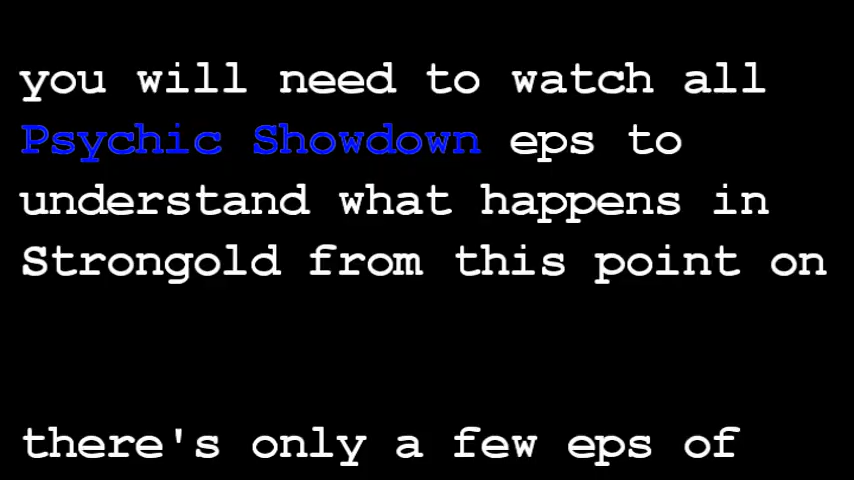 you will need to watch all
Psychic Showdown eps to
understand what happens in
Strongold from this point on
there's only a few eps of